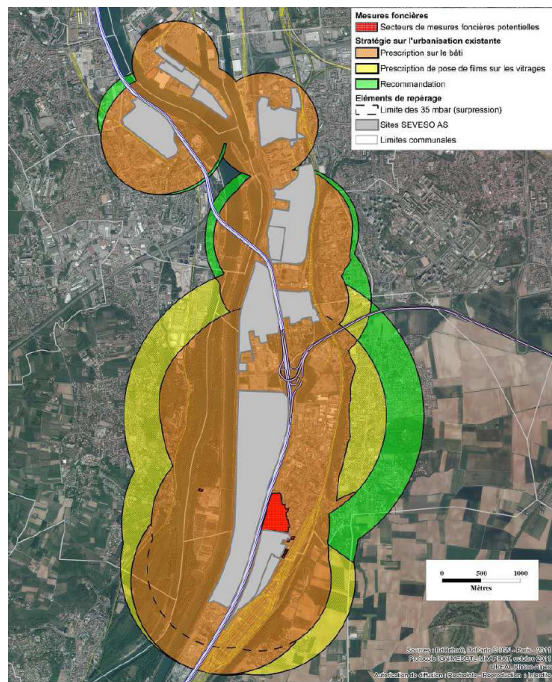 Mesures foncières
Secteurs de mesures foncières potentielles
Stratégie sur l'urbanisation existante
Prescription sur le bâti
Prescription de pose de films sur les vitrages
Recommandation
Eléments de repérage
Limite des 35 mbar (surpression)
Sites SEVESO AS
Limites communales
0 500 1000
Mètres